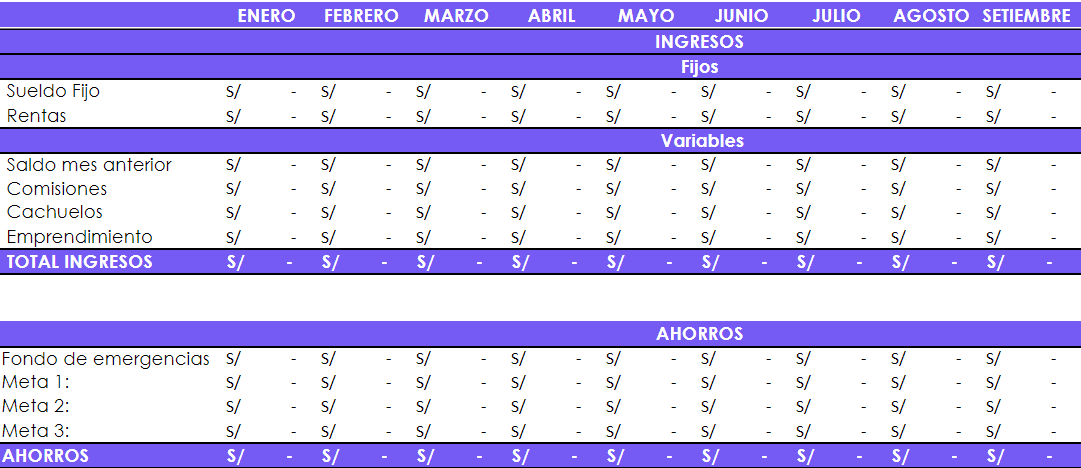 ENERO FEBRERO MARZO ABRIL MAYO JUNIO JULIO AGOSTO SETIEMBRE
INGRESOS
Fijos
Sueldo Fijo S/ - S/ - S/ - S/ - S/ - S/ - S/ - S/ - S/ -
Rentas S/ - S/ - S/ - S/ - S/ - S/ - S/ - S/ - S/ -
Variables
Saldo mes anterior S/ - S/ - S/ - S/ - S/ - S/ - S/ - S/ - S/ -
Comisiones S/ - S/ - S/ - S/ - S/ - S/ - S/ - S/ - S/ -
Cachuelos S/ - S/ - S/ - S/ - S/ - S/ - S/ - S/ - S/ -
Emprendimiento S/ - S/ - S/ - S/ - S/ - S/ - S/ - S/ - S/ -
TOTAL INGRESOS S/ - S/ - S/ - S/ - S/ - S/ - S/ - S/ - S/ -
AHORROS
Fondo de emergencias S/ - S/ - S/ - S/ - S/ - S/ - S/ - S/ - S/ -
Meta 1: S/ - S/ - S/ - S/ - S/ - S/ - S/ - S/ - S/ -
Meta 2: S/ - S/ - S/ - S/ - S/ - S/ - S/ - S/ - S/ -
Meta 3: S/ - S/ - S/ - S/ - S/ - S/ - S/ - S/ - S/ -
AHORROS S/ - S/ - S/ - S/ - S/ - S/ - S/ - S/ - S/ -